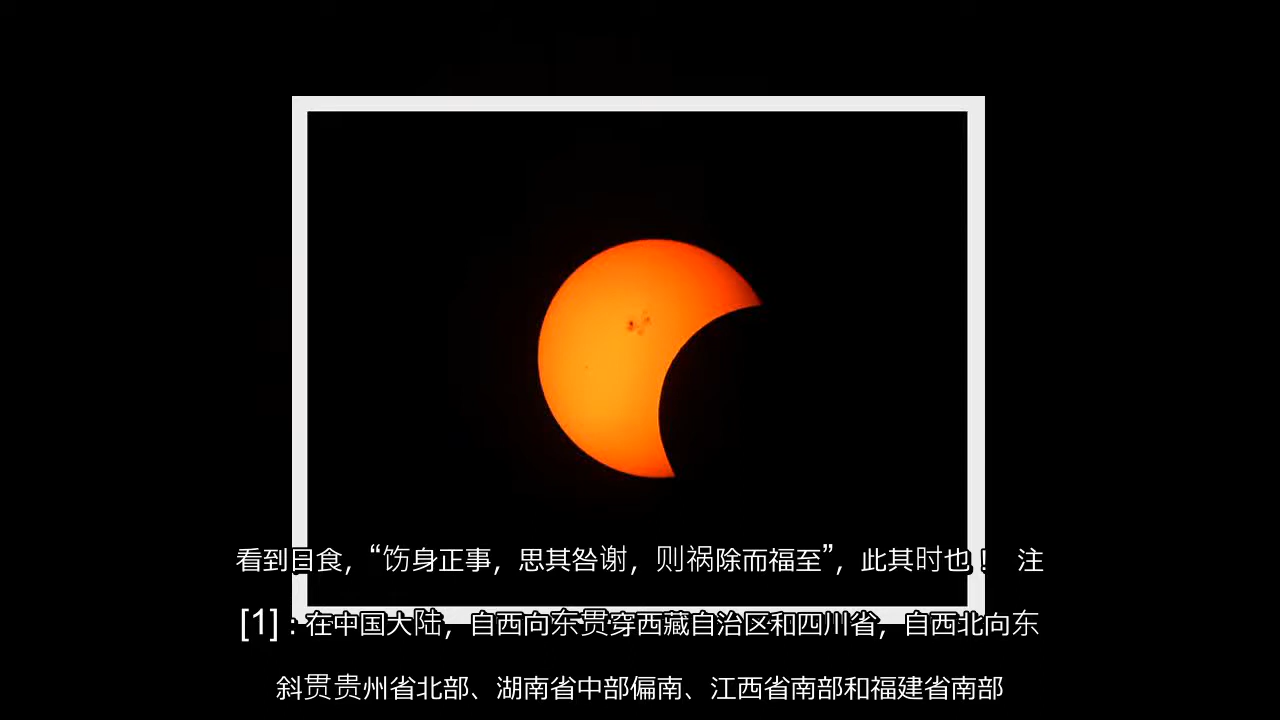 看到日食，“饬身正事，思其咎谢，则祸除而福至”，此其时也！ 注
[1]：在中国大陆，自西向东贯穿西藏自治区和四川省，自西北向东
斜贯贵州省北部、湖南省中部偏南、江西省南部和福建省南部